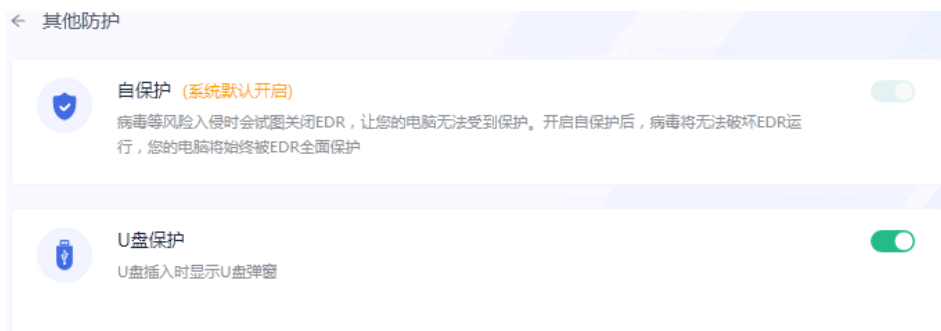 ← 其他防护
自保护 (系统默认开启)
病毒等风险入侵时会试图关闭EDR，让您的电脑无法受到保护。开启自保护后，病毒将无法破坏EDR运
行，您的电脑将始终被EDR全面保护
U盘保护
U盘插入时显示U盘弹窗